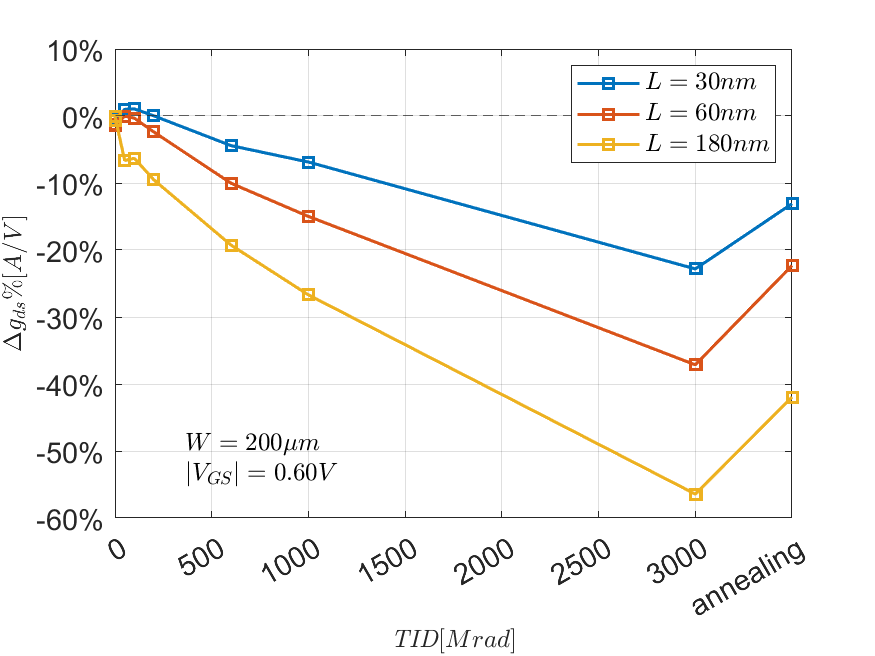 10%
0%
-10%
-20%
-30%
-40%
-50%
-60%
Δg_ds%[A/V]
L = 30nm
L = 60nm
L = 180nm
W = 200μm
|V_GS| = 0.60V
0
500
1000
1500
2000
2500
3000
annealing
TID[Mrad]